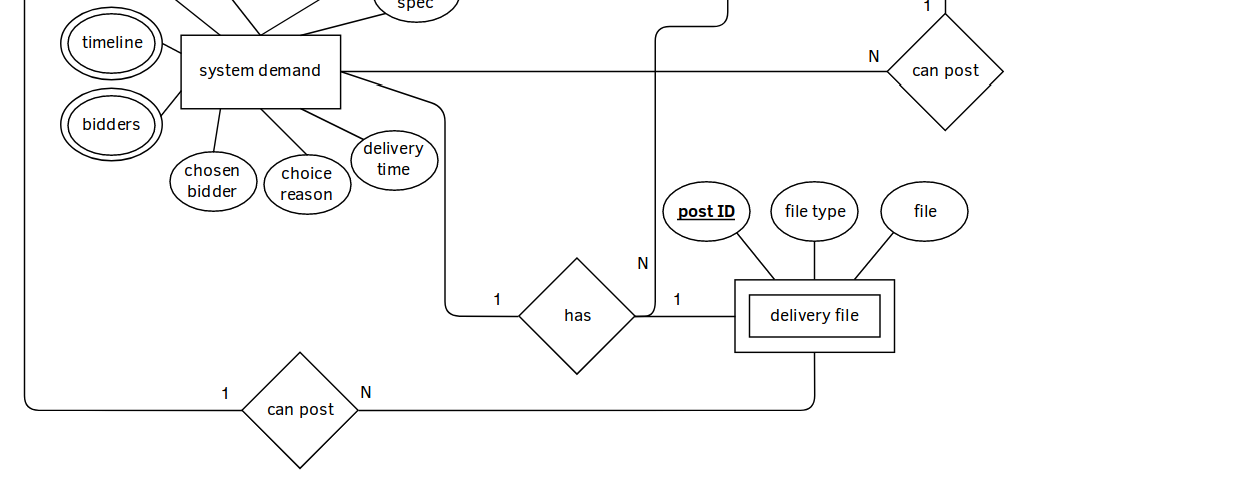 spec
1
timeline
system demand
N
can post
bidders
delivery
time
chosen
bidder
choice
reason
post ID
file type
file
N
1
1
has
delivery file
1
N
can post